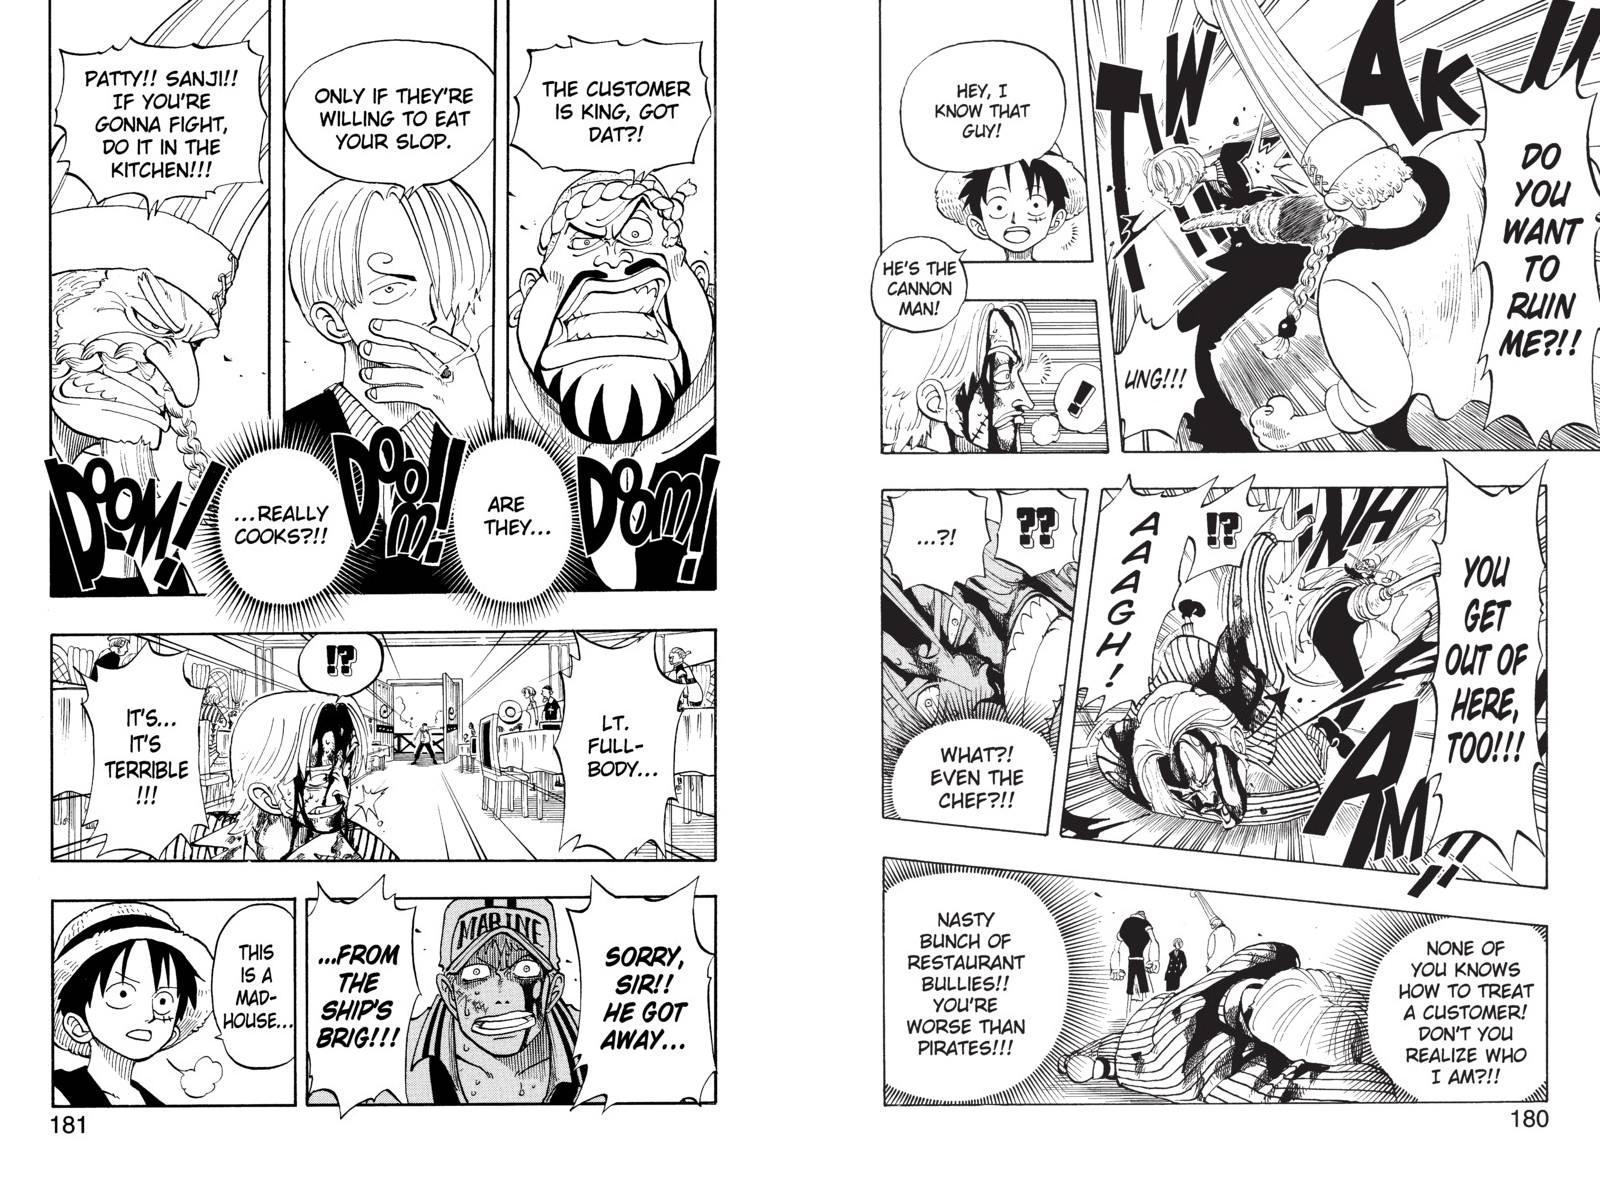 TWAK
DO
YOU
WANT
TO
RUIN
ME?!!
UNG!!!
HEY, I
KNOW THAT
GUY!
HE'S THE
CANNON
MAN!
!
YOU
GET
OUT OF
HERE,
TOO!!!
!?
AAAGH!
??
...?!
WHAT?!
EVEN THE
CHEF?!!
NONE OF
YOU KNOWS
HOW TO TREAT
A CUSTOMER!
DON'T YOU
REALIZE WHO
I AM?!!
NASTY
BUNCH OF
RESTAURANT
BULLIES!!
YOU'RE
WORSE THAN
PIRATES!!!
180
THE CUSTOMER
IS KING, GOT
DAT?!
ONLY IF THEY'RE
WILLING TO EAT
YOUR SLOP.
PATTY!! SANJI!!
IF YOU'RE
GONNA FIGHT,
DO IT IN THE
KITCHEN!!!
DOOM!
ARE
THEY...
DOOM!!
...REALLY
COOKS?!!
DOOM!
LT.
FULL-
BODY...
!?
IT'S...
IT'S
TERRIBLE
!!!
SORRY,
SIR!!
HE GOT
AWAY...
MARINE
...FROM
THE
SHIP'S
BRIG!!!
THIS
IS A
MAD-
HOUSE...
181